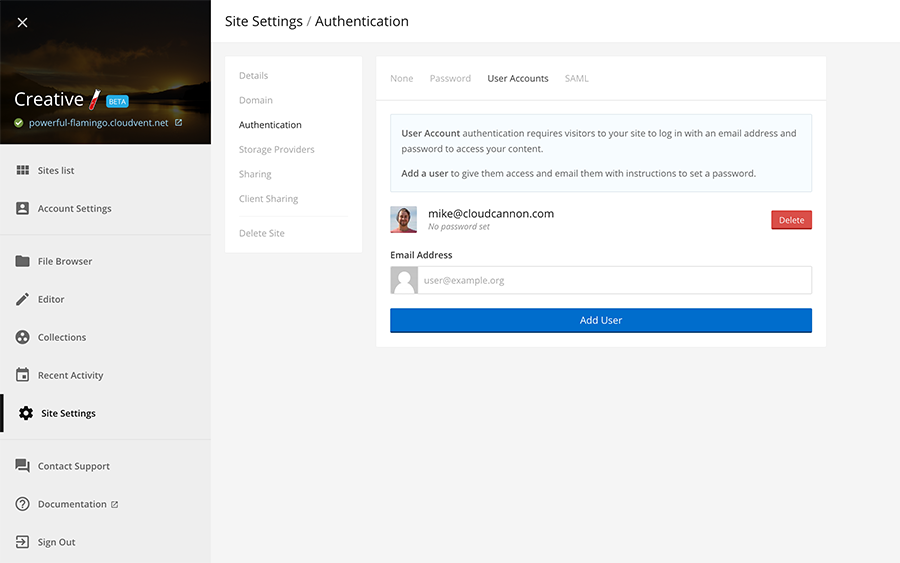 Creative BETA
powerful-flamingo.cloudvent.net
Sites list
Account Settings
File Browser
Editor
Collections
Recent Activity
Site Settings
Contact Support
Documentation
Sign Out
Site Settings / Authentication
Details
Domain
Authentication
Storage Providers
Sharing
Client Sharing
Delete Site
None Password User Accounts SAML
User Account authentication requires visitors to your site to log in with an email address and
password to access your content.
Add a user to give them access and email them with instructions to set a password.
mike@cloudcannon.com
No password set
Delete
Email Address
user@example.org
Add User